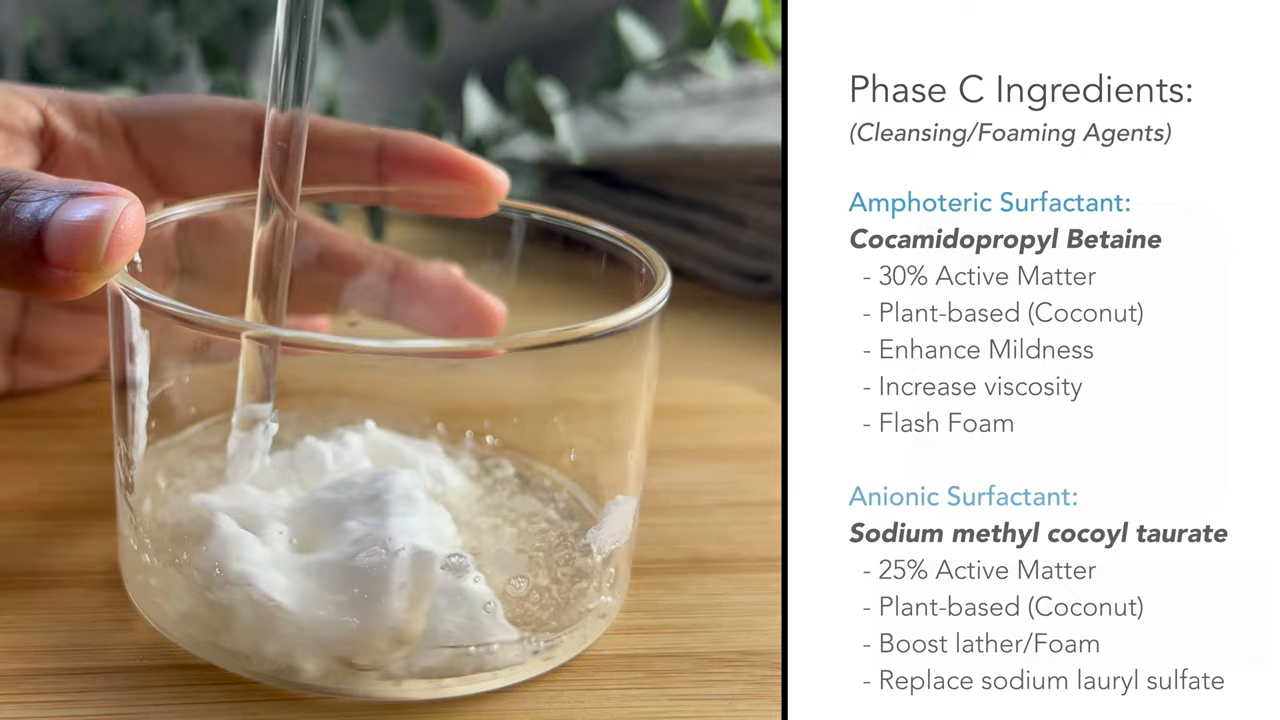 Phase C Ingredients:
(Cleansing/Foaming Agents)
Amphoteric Surfactant:
Cocamidopropyl Betaine
- 30% Active Matter
- Plant-based (Coconut)
- Enhance Mildness
- Increase viscosity
- Flash Foam
Anionic Surfactant:
Sodium methyl cocoyl taurate
- 25% Active Matter
- Plant-based (Coconut)
- Boost lather/Foam
- Replace sodium lauryl sulfate